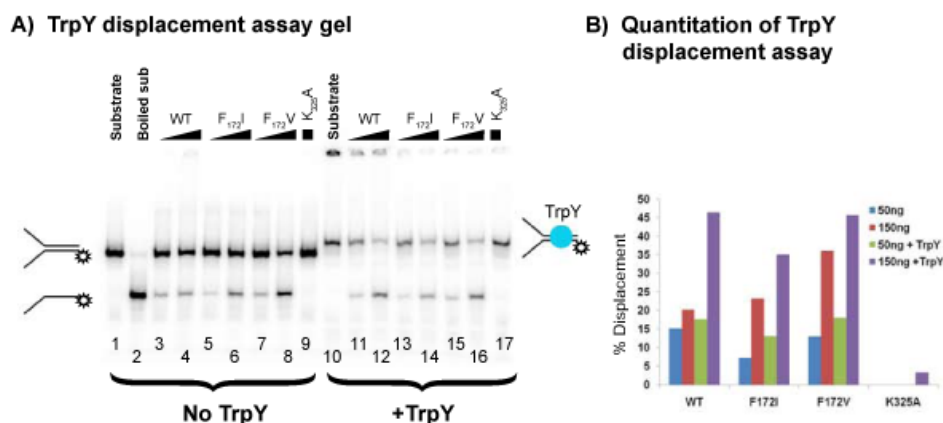 A) TrpY displacement assay gel
Substrate
Boiled sub
WT
F172I
F172V
K325A
Substrate
WT
F172I
F172V
K325A
TrpY
1 2 3 4 5 6 7 8 9 10 11 12 13 14 15 16 17
No TrpY
+TrpY
B) Quantitation of TrpY
displacement assay
% Displacement
50
45
40
35
30
25
20
15
10
5
0
WT
F172I
F172V
K325A
50ng
150ng
50ng + TrpY
150ng +TrpY